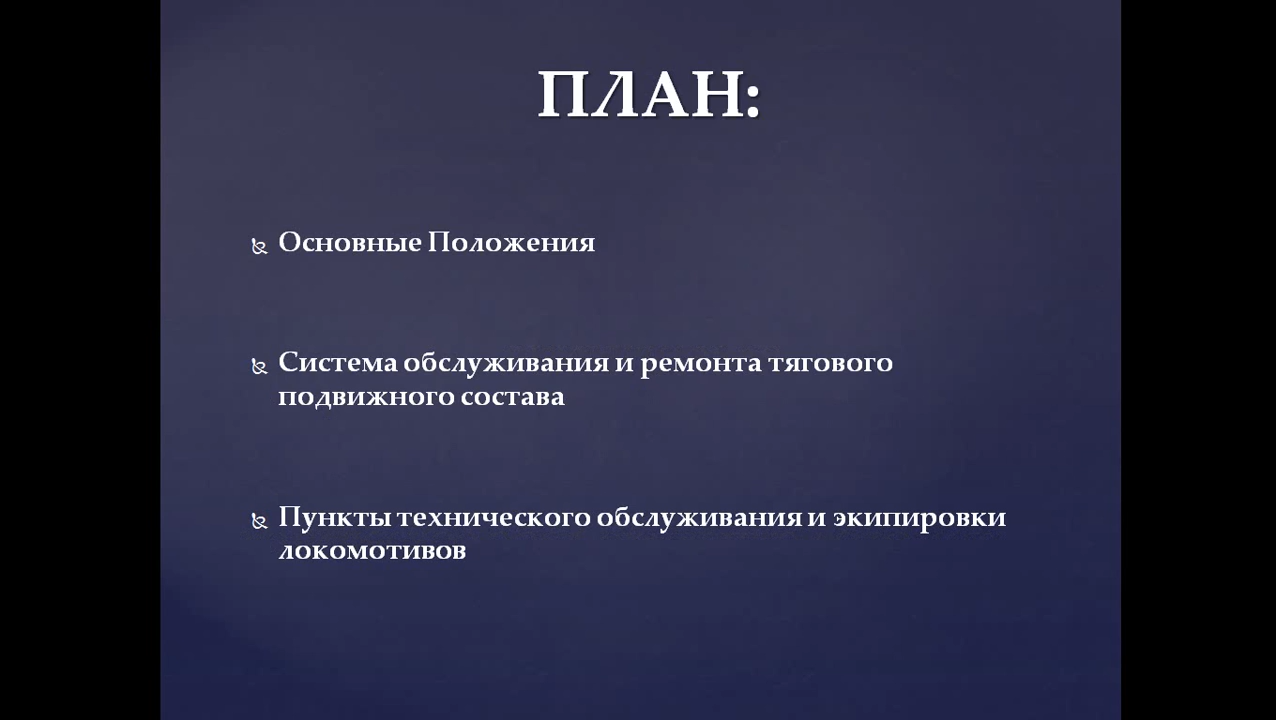 ПЛАН:
Основные Положения
Система обслуживания и ремонта тягового
подвижного состава
Пункты технического обслуживания и экипировки
локомотивов